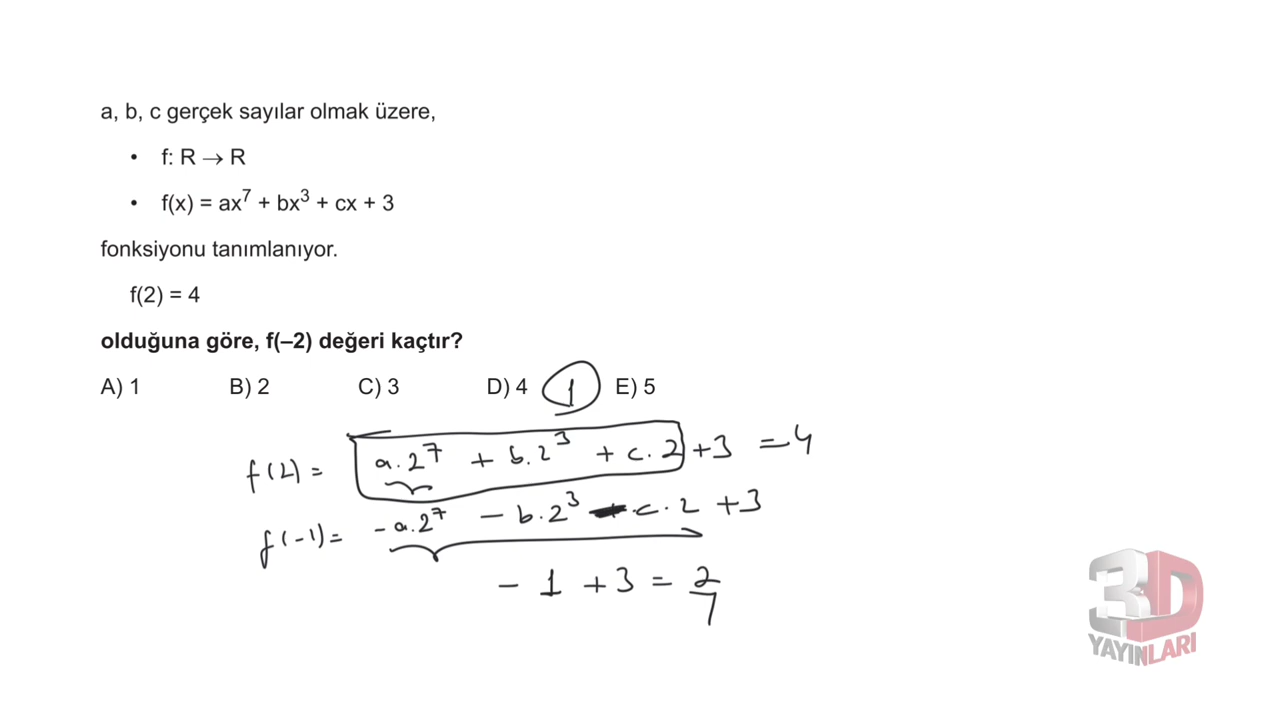 a, b, c gerçek sayılar olmak üzere,
• f: R → R
• f(x) = ax⁷ + bx³ + cx + 3
fonksiyonu tanımlanıyor.
f(2) = 4
olduğuna göre, f(–2) değeri kaçtır?
A) 1 B) 2 C) 3 D) 4 1 E) 5
f(2) = a.2⁷ + b.2³ + c.2 +3 =4
f(-1)= -a.2⁷ - b.2³ - c.2 +3
- 1 +3 = 2
3D
YAYINLARI